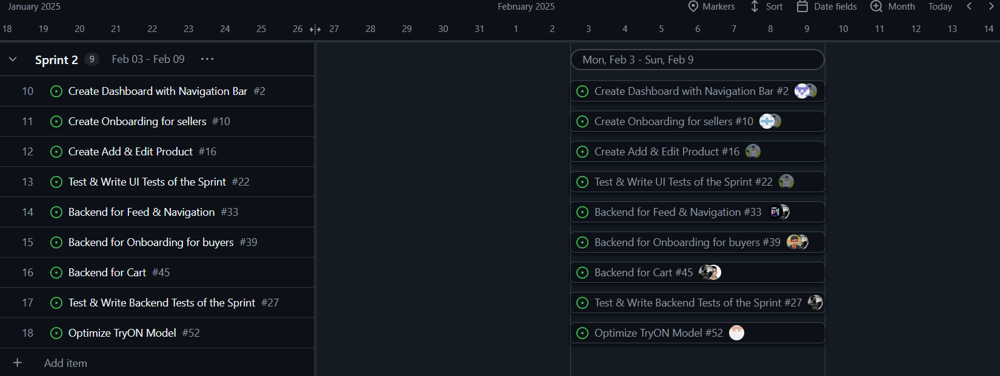 January 2025 February 2025 Markers Sort Date fields Month Today
18 19 20 21 22 23 24 25 26 27 28 29 30 31 1 2 3 4 5 6 7 8 9 10 11 12 13 14
Sprint 2 9 Feb 03 - Feb 09 ··· Mon, Feb 3 - Sun, Feb 9
10 Create Dashboard with Navigation Bar #2 Create Dashboard with Navigation Bar #2
11 Create Onboarding for sellers #10 Create Onboarding for sellers #10
12 Create Add & Edit Product #16 Create Add & Edit Product #16
13 Test & Write UI Tests of the Sprint #22 Test & Write UI Tests of the Sprint #22
14 Backend for Feed & Navigation #33 Backend for Feed & Navigation #33
15 Backend for Onboarding for buyers #39 Backend for Onboarding for buyers #39
16 Backend for Cart #45 Backend for Cart #45
17 Test & Write Backend Tests of the Sprint #27 Test & Write Backend Tests of the Sprint #27
18 Optimize TryON Model #52 Optimize TryON Model #52
+ Add item